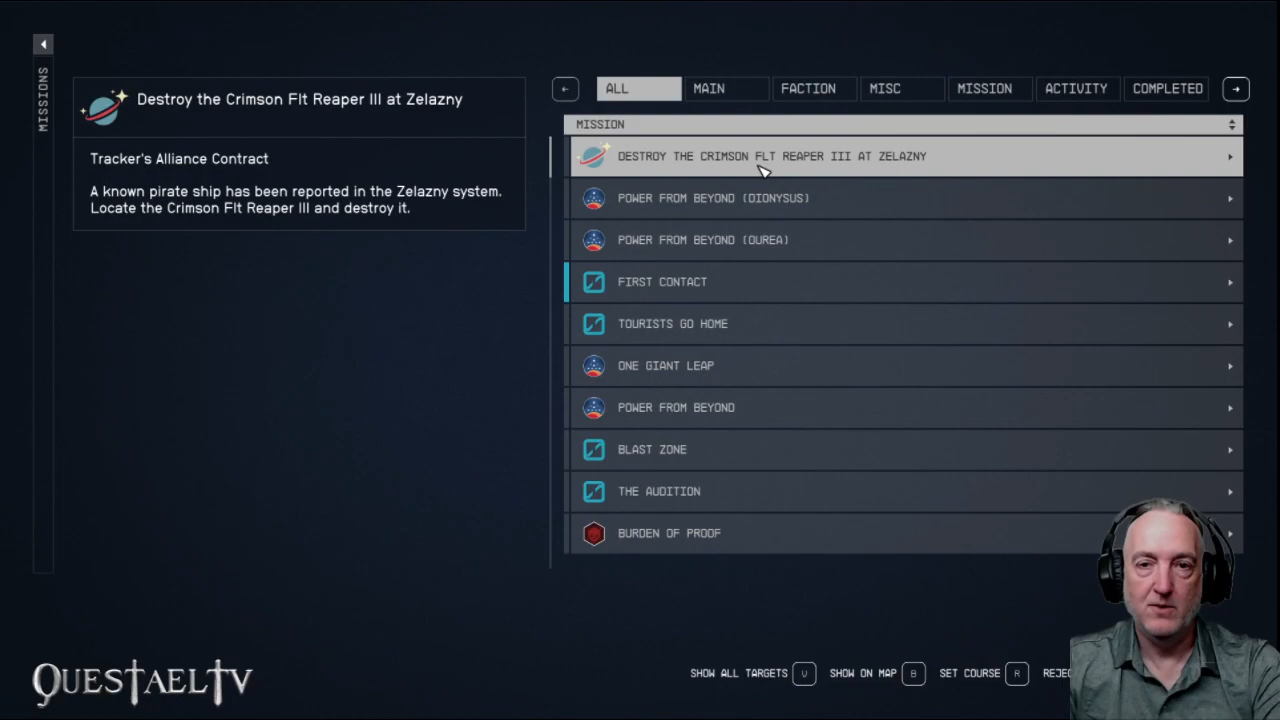 MISSIONS
Destroy the Crimson Flt Reaper III at Zelazny
Tracker's Alliance Contract
A known pirate ship has been reported in the Zelazny system.
Locate the Crimson Flt Reaper III and destroy it.
ALL MAIN FACTION MISC MISSION ACTIVITY COMPLETED
MISSION
DESTROY THE CRIMSON FLT REAPER III AT ZELAZNY
POWER FROM BEYOND (DIONYSUS)
POWER FROM BEYOND (OUREA)
FIRST CONTACT
TOURISTS GO HOME
ONE GIANT LEAP
POWER FROM BEYOND
BLAST ZONE
THE AUDITION
BURDEN OF PROOF
SHOW ALL TARGETS V SHOW ON MAP B SET COURSE R REJE
QUESTAELTV